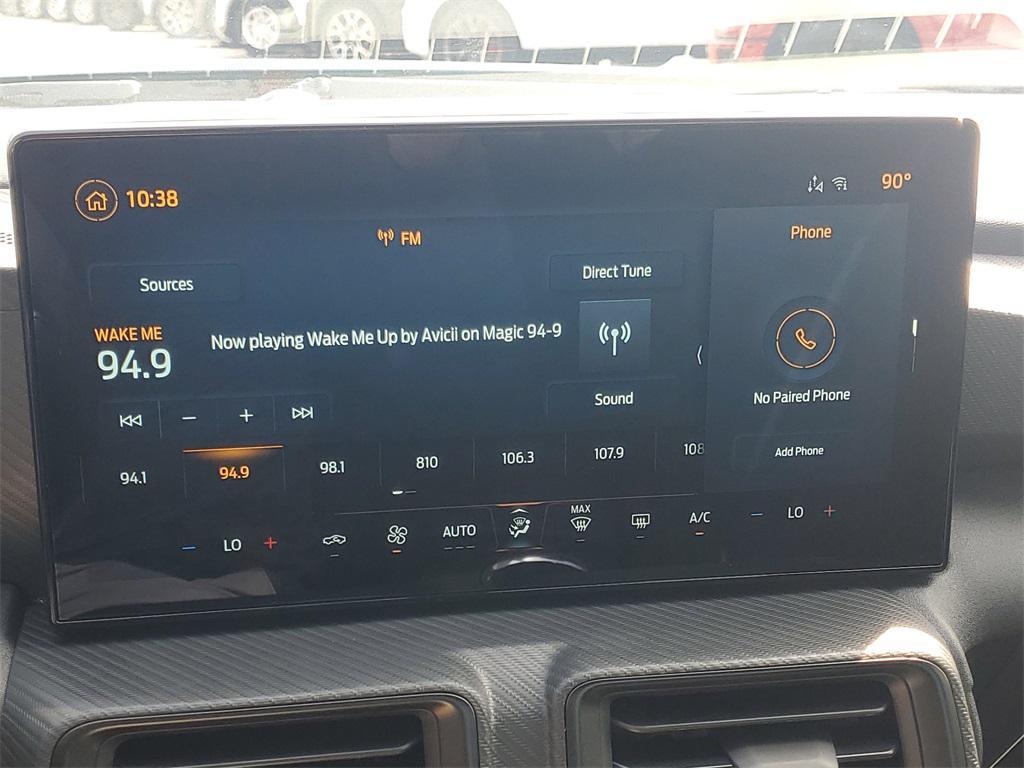 10:38
90°
FM
Phone
Sources
Direct Tune
WAKE ME
94.9
Now playing Wake Me Up by Avicii on Magic 94-9
No Paired Phone
Sound
Add Phone
94.1 94.9 98.1 810 106.3 107.9 108
LO AUTO MAX A/C LO